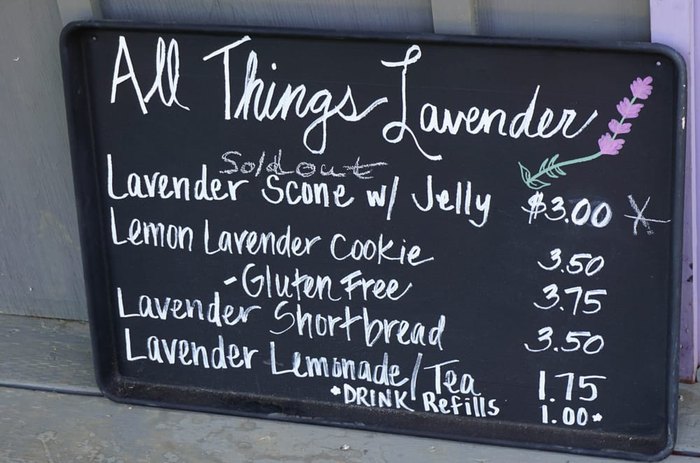 All Things Lavender
Sold out
Lavender Scone w/ Jelly $3.00 X
Lemon Lavender Cookie 3.50
-Gluten Free 3.75
Lavender Shortbread 3.50
Lavender Lemonade/Tea 1.75
*DRINK Refills 1.00*